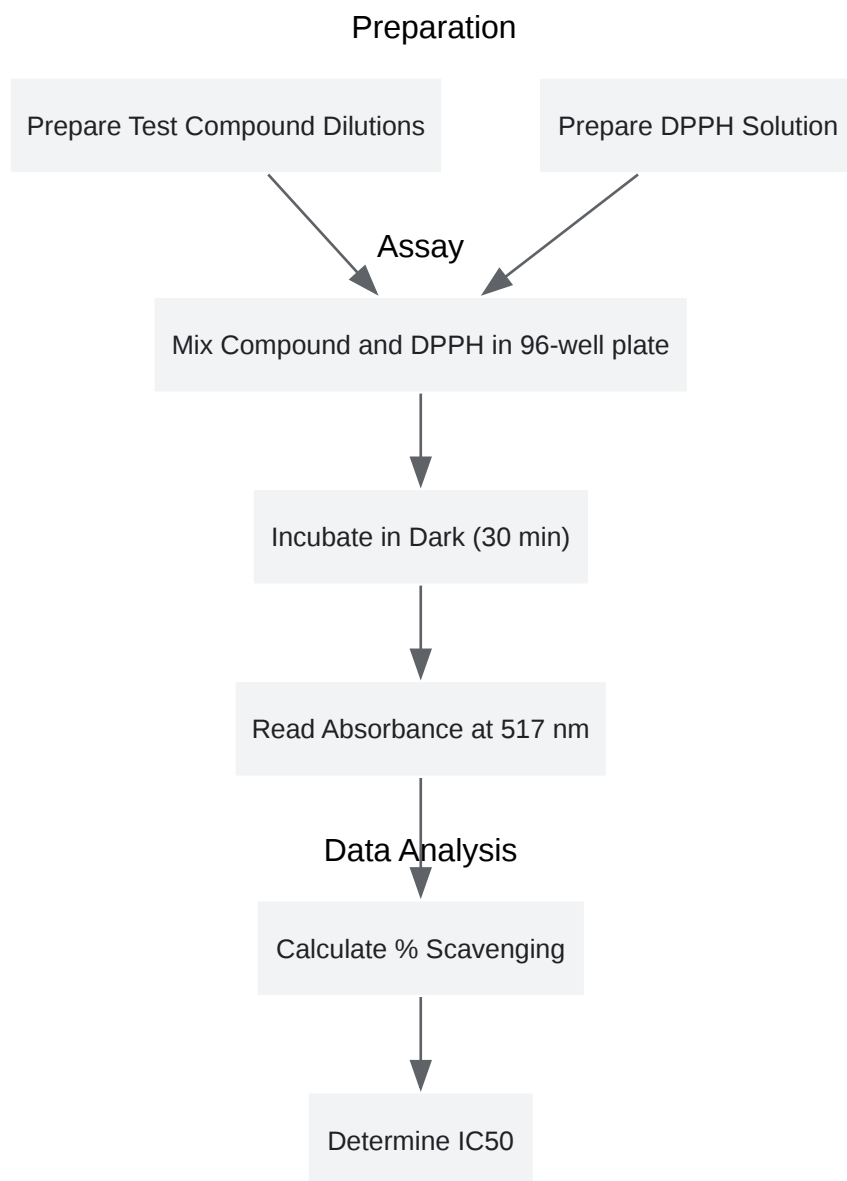 Preparation
Prepare Test Compound Dilutions
Prepare DPPH Solution
Assay
Mix Compound and DPPH in 96-well plate
Incubate in Dark (30 min)
Read Absorbance at 517 nm
Data Analysis
Calculate % Scavenging
Determine IC50